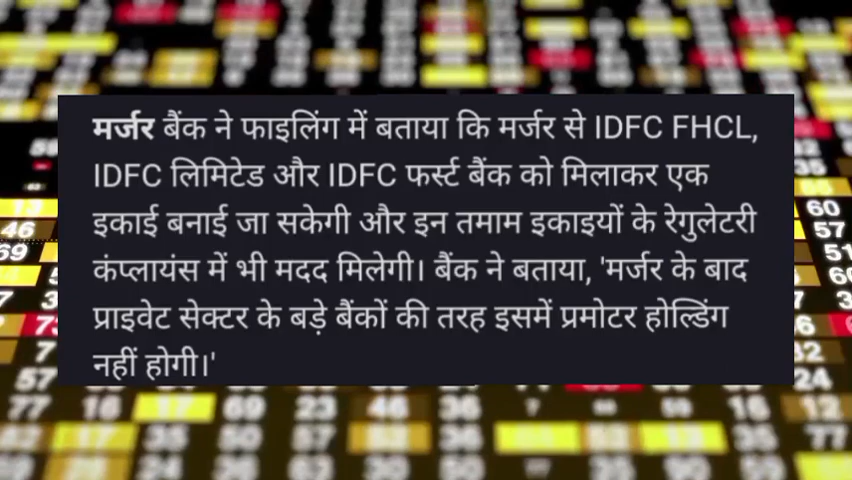 मर्जर बैंक ने फाइलिंग में बताया कि मर्जर से IDFC FHCL,
IDFC लिमिटेड और IDFC फर्स्ट बैंक को मिलाकर एक
इकाई बनाई जा सकेगी और इन तमाम इकाइयों के रेगुलेटरी
कंप्लायंस में भी मदद मिलेगी। बैंक ने बताया, 'मर्जर के बाद
प्राइवेट सेक्टर के बड़े बैंकों की तरह इसमें प्रमोटर होल्डिंग
नहीं होगी।'